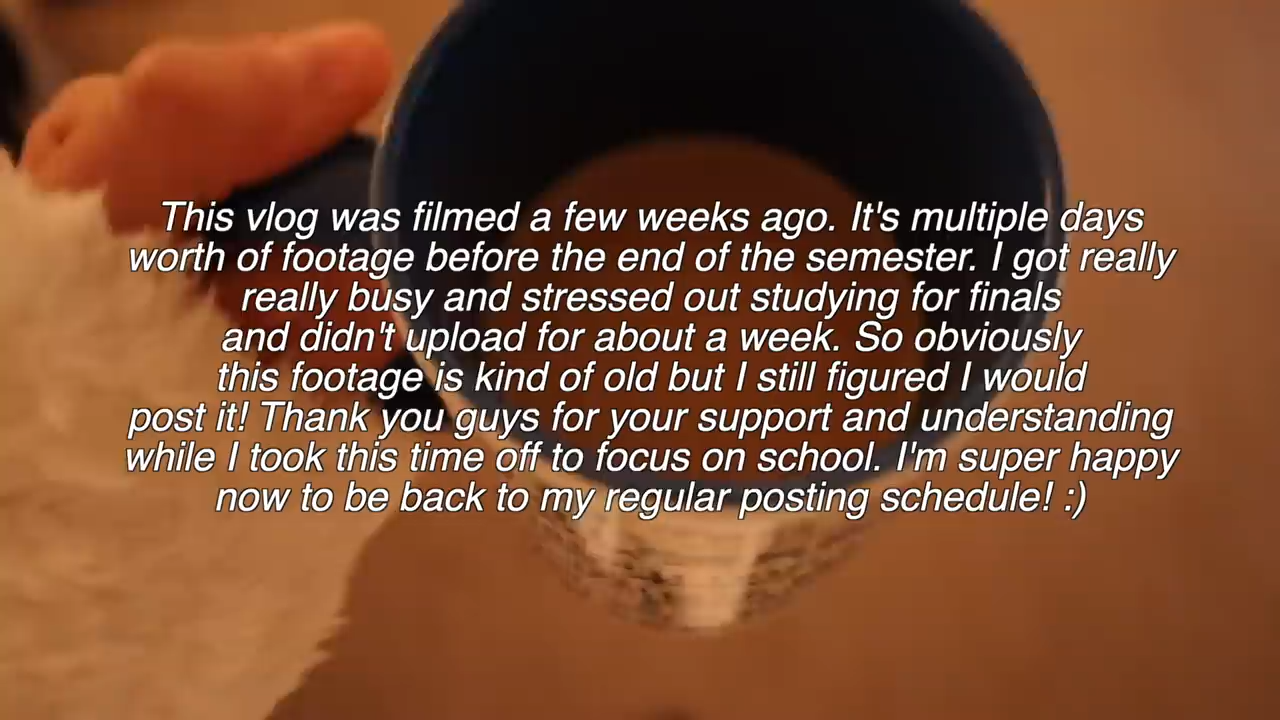 This vlog was filmed a few weeks ago. It's multiple days
worth of footage before the end of the semester. I got really
really busy and stressed out studying for finals
and didn't upload for about a week. So obviously
this footage is kind of old but I still figured I would
post it! Thank you guys for your support and understanding
while I took this time off to focus on school. I'm super happy
now to be back to my regular posting schedule! :)